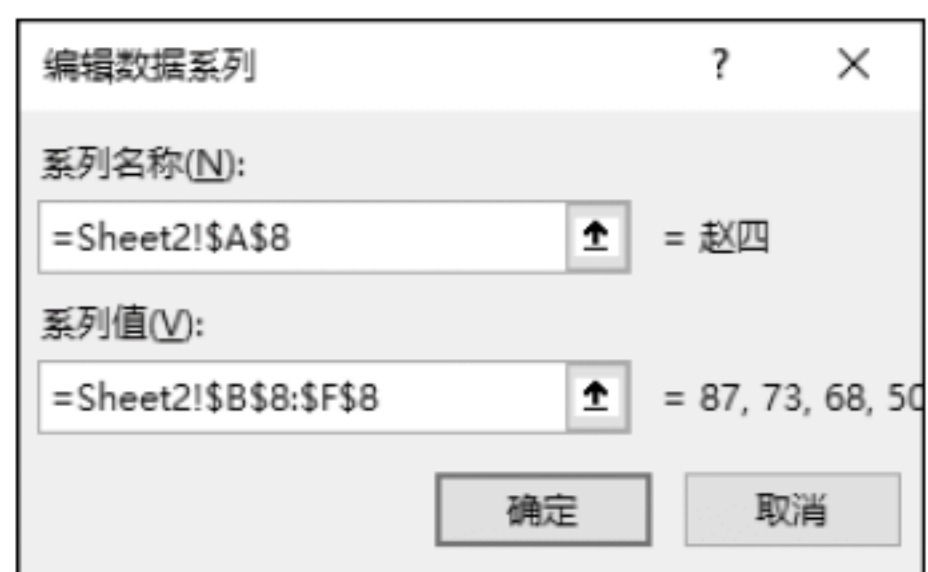 编辑数据系列 ? ×
系列名称(N):
=Sheet2!$A$8 = 赵四
系列值(V):
=Sheet2!$B$8:$F$8 = 87, 73, 68, 50
确定 取消